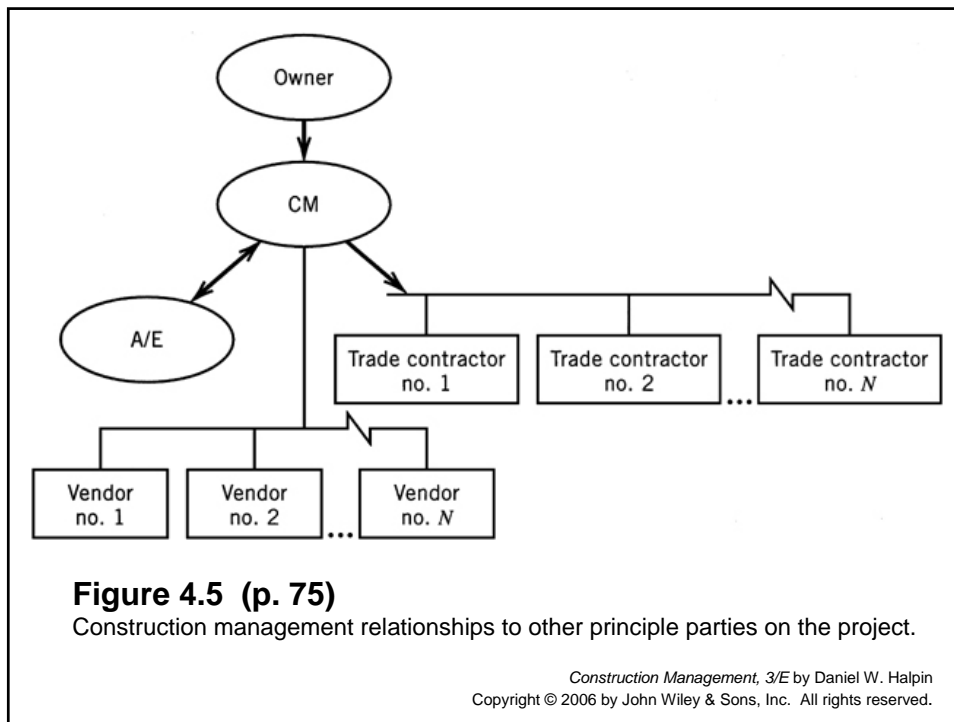 Owner
CM
A/E
Trade contractor
no. 1
Trade contractor
no. 2
...
Trade contractor
no. N
Vendor
no. 1
Vendor
no. 2
...
Vendor
no. N
Figure 4.5 (p. 75)
Construction management relationships to other principle parties on the project.
Construction Management, 3/E by Daniel W. Halpin
Copyright © 2006 by John Wiley & Sons, Inc. All rights reserved.